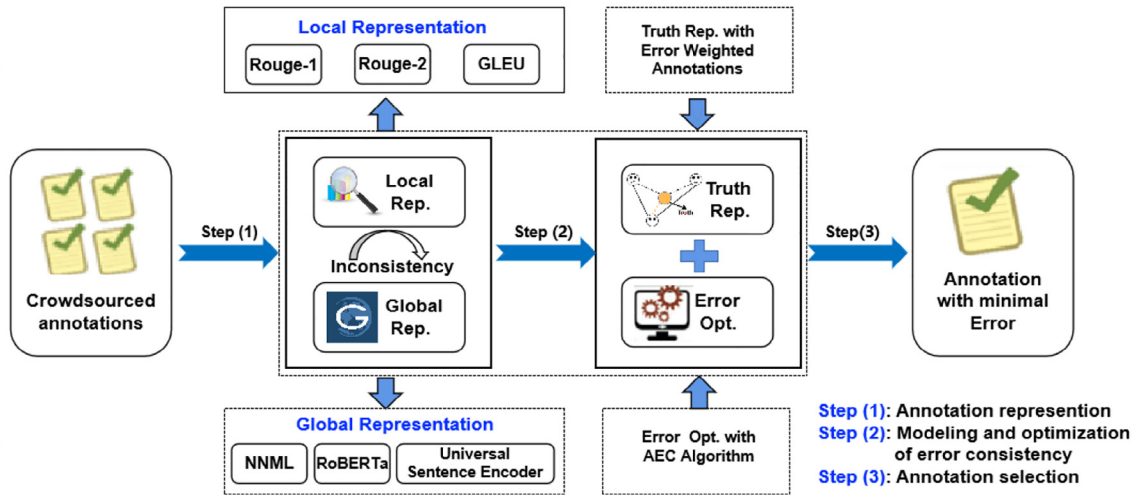 Local Representation
Rouge-1
Rouge-2
GLEU
Truth Rep. with
Error Weighted
Annotations
Crowdsourced
annotations
Step (1)
Local
Rep.
Inconsistency
G
Global
Rep.
Step (2)
Truth
Truth
Rep.
Error
Opt.
Step(3)
Annotation
with minimal
Error
Global Representation
NNML
RoBERTa
Universal
Sentence Encoder
Error Opt. with
AEC Algorithm
Step (1): Annotation represention
Step (2): Modeling and optimization
of error consistency
Step (3): Annotation selection